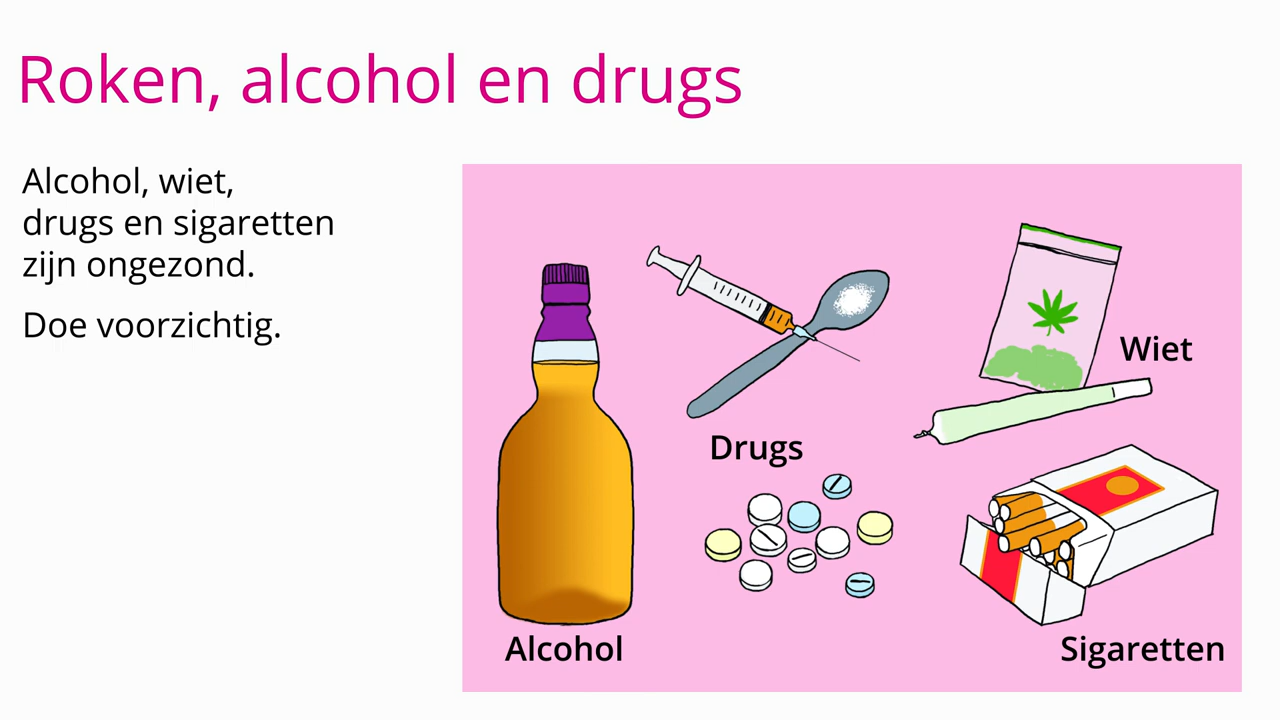 Roken, alcohol en drugs
Alcohol, wiet,
drugs en sigaretten
zijn ongezond.
Doe voorzichtig.
Wiet
Drugs
Alcohol
Sigaretten